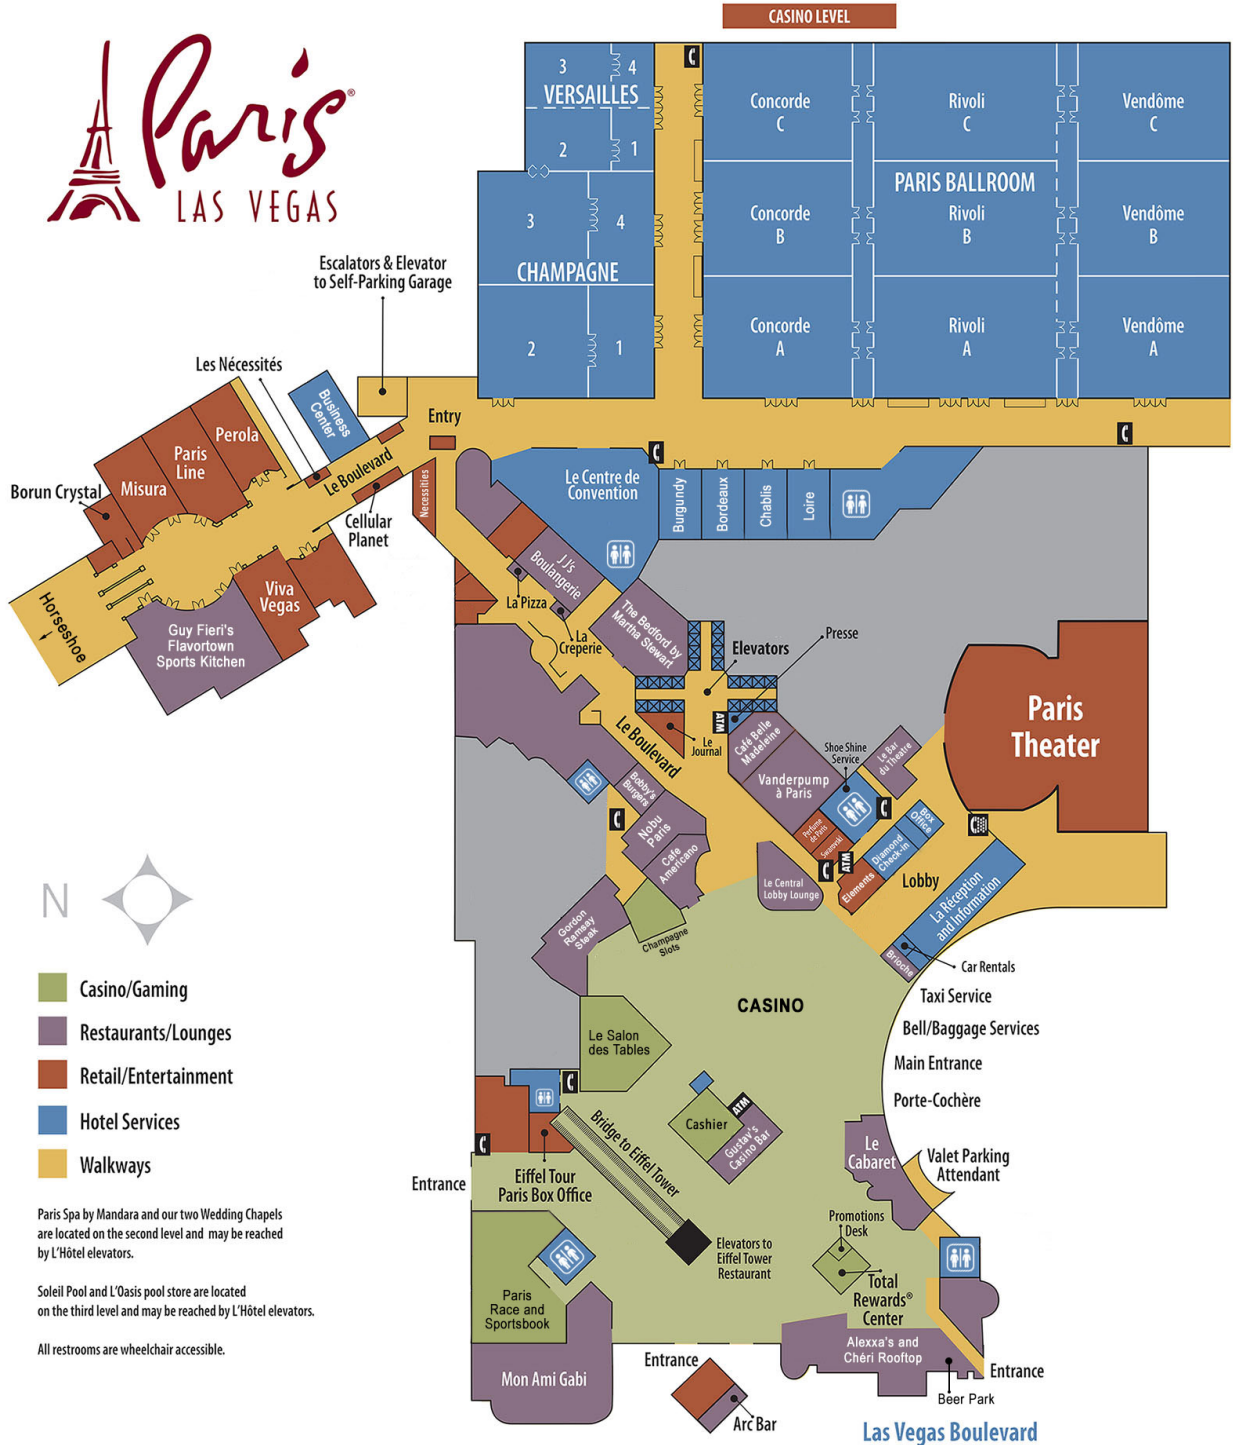 CASINO LEVEL
Paris®
LAS VEGAS
3
4
VERSAILLES
2
1
3
4
CHAMPAGNE
2
1
Concorde
C
Rivoli
C
Vendôme
C
PARIS BALLROOM
Concorde
B
Rivoli
B
Vendôme
B
Concorde
A
Rivoli
A
Vendôme
A
Escalators & Elevator
to Self-Parking Garage
Les Nécessités
Business
Center
Entry
Perola
Paris
Line
Misura
Borun Crystal
Le Boulevard
Cellular
Planet
Necessities
Horseshoe
Viva
Vegas
Guy Fieri's
Flavortown
Sports Kitchen
Le Centre de
Convention
Burgundy
Bordeaux
Chablis
Loire
JJ's
Boulangerie
La Pizza
La
Creperie
The Bedford by
Martha Stewart
Presse
Elevators
ATM
Le
Journal
Le Boulevard
Café Belle
Madeleine
Vanderpump
à Paris
Shoe Shine
Service
Le Bar
du Theatre
Paris
Theater
Bobby's
Burgers
Nobu
Paris
Cafe
Americano
Perfume
de Paris
Swarovski
ATM
Box
Office
Diamond
Check-in
Elements
Lobby
Le Central
Lobby Lounge
La Réception
and Information
Brioche
Car Rentals
Gordon
Ramsay
Steak
Champagne
Slots
CASINO
Taxi Service
Bell/Baggage Services
Main Entrance
Porte-Cochère
Le Salon
des Tables
Cashier
ATM
Gustav's
Casino Bar
Bridge to Eiffel Tower
Le
Cabaret
Valet Parking
Attendant
Entrance
Eiffel Tour
Paris Box Office
Elevators to
Eiffel Tower
Restaurant
Promotions
Desk
Total
Rewards®
Center
Paris
Race and
Sportsbook
Mon Ami Gabi
Entrance
Arc Bar
Alexxa's and
Chéri Rooftop
Beer Park
Entrance
Las Vegas Boulevard
N
Casino/Gaming
Restaurants/Lounges
Retail/Entertainment
Hotel Services
Walkways
Paris Spa by Mandara and our two Wedding Chapels
are located on the second level and may be reached
by L'Hôtel elevators.
Soleil Pool and L'Oasis pool store are located
on the third level and may be reached by L'Hôtel elevators.
All restrooms are wheelchair accessible.